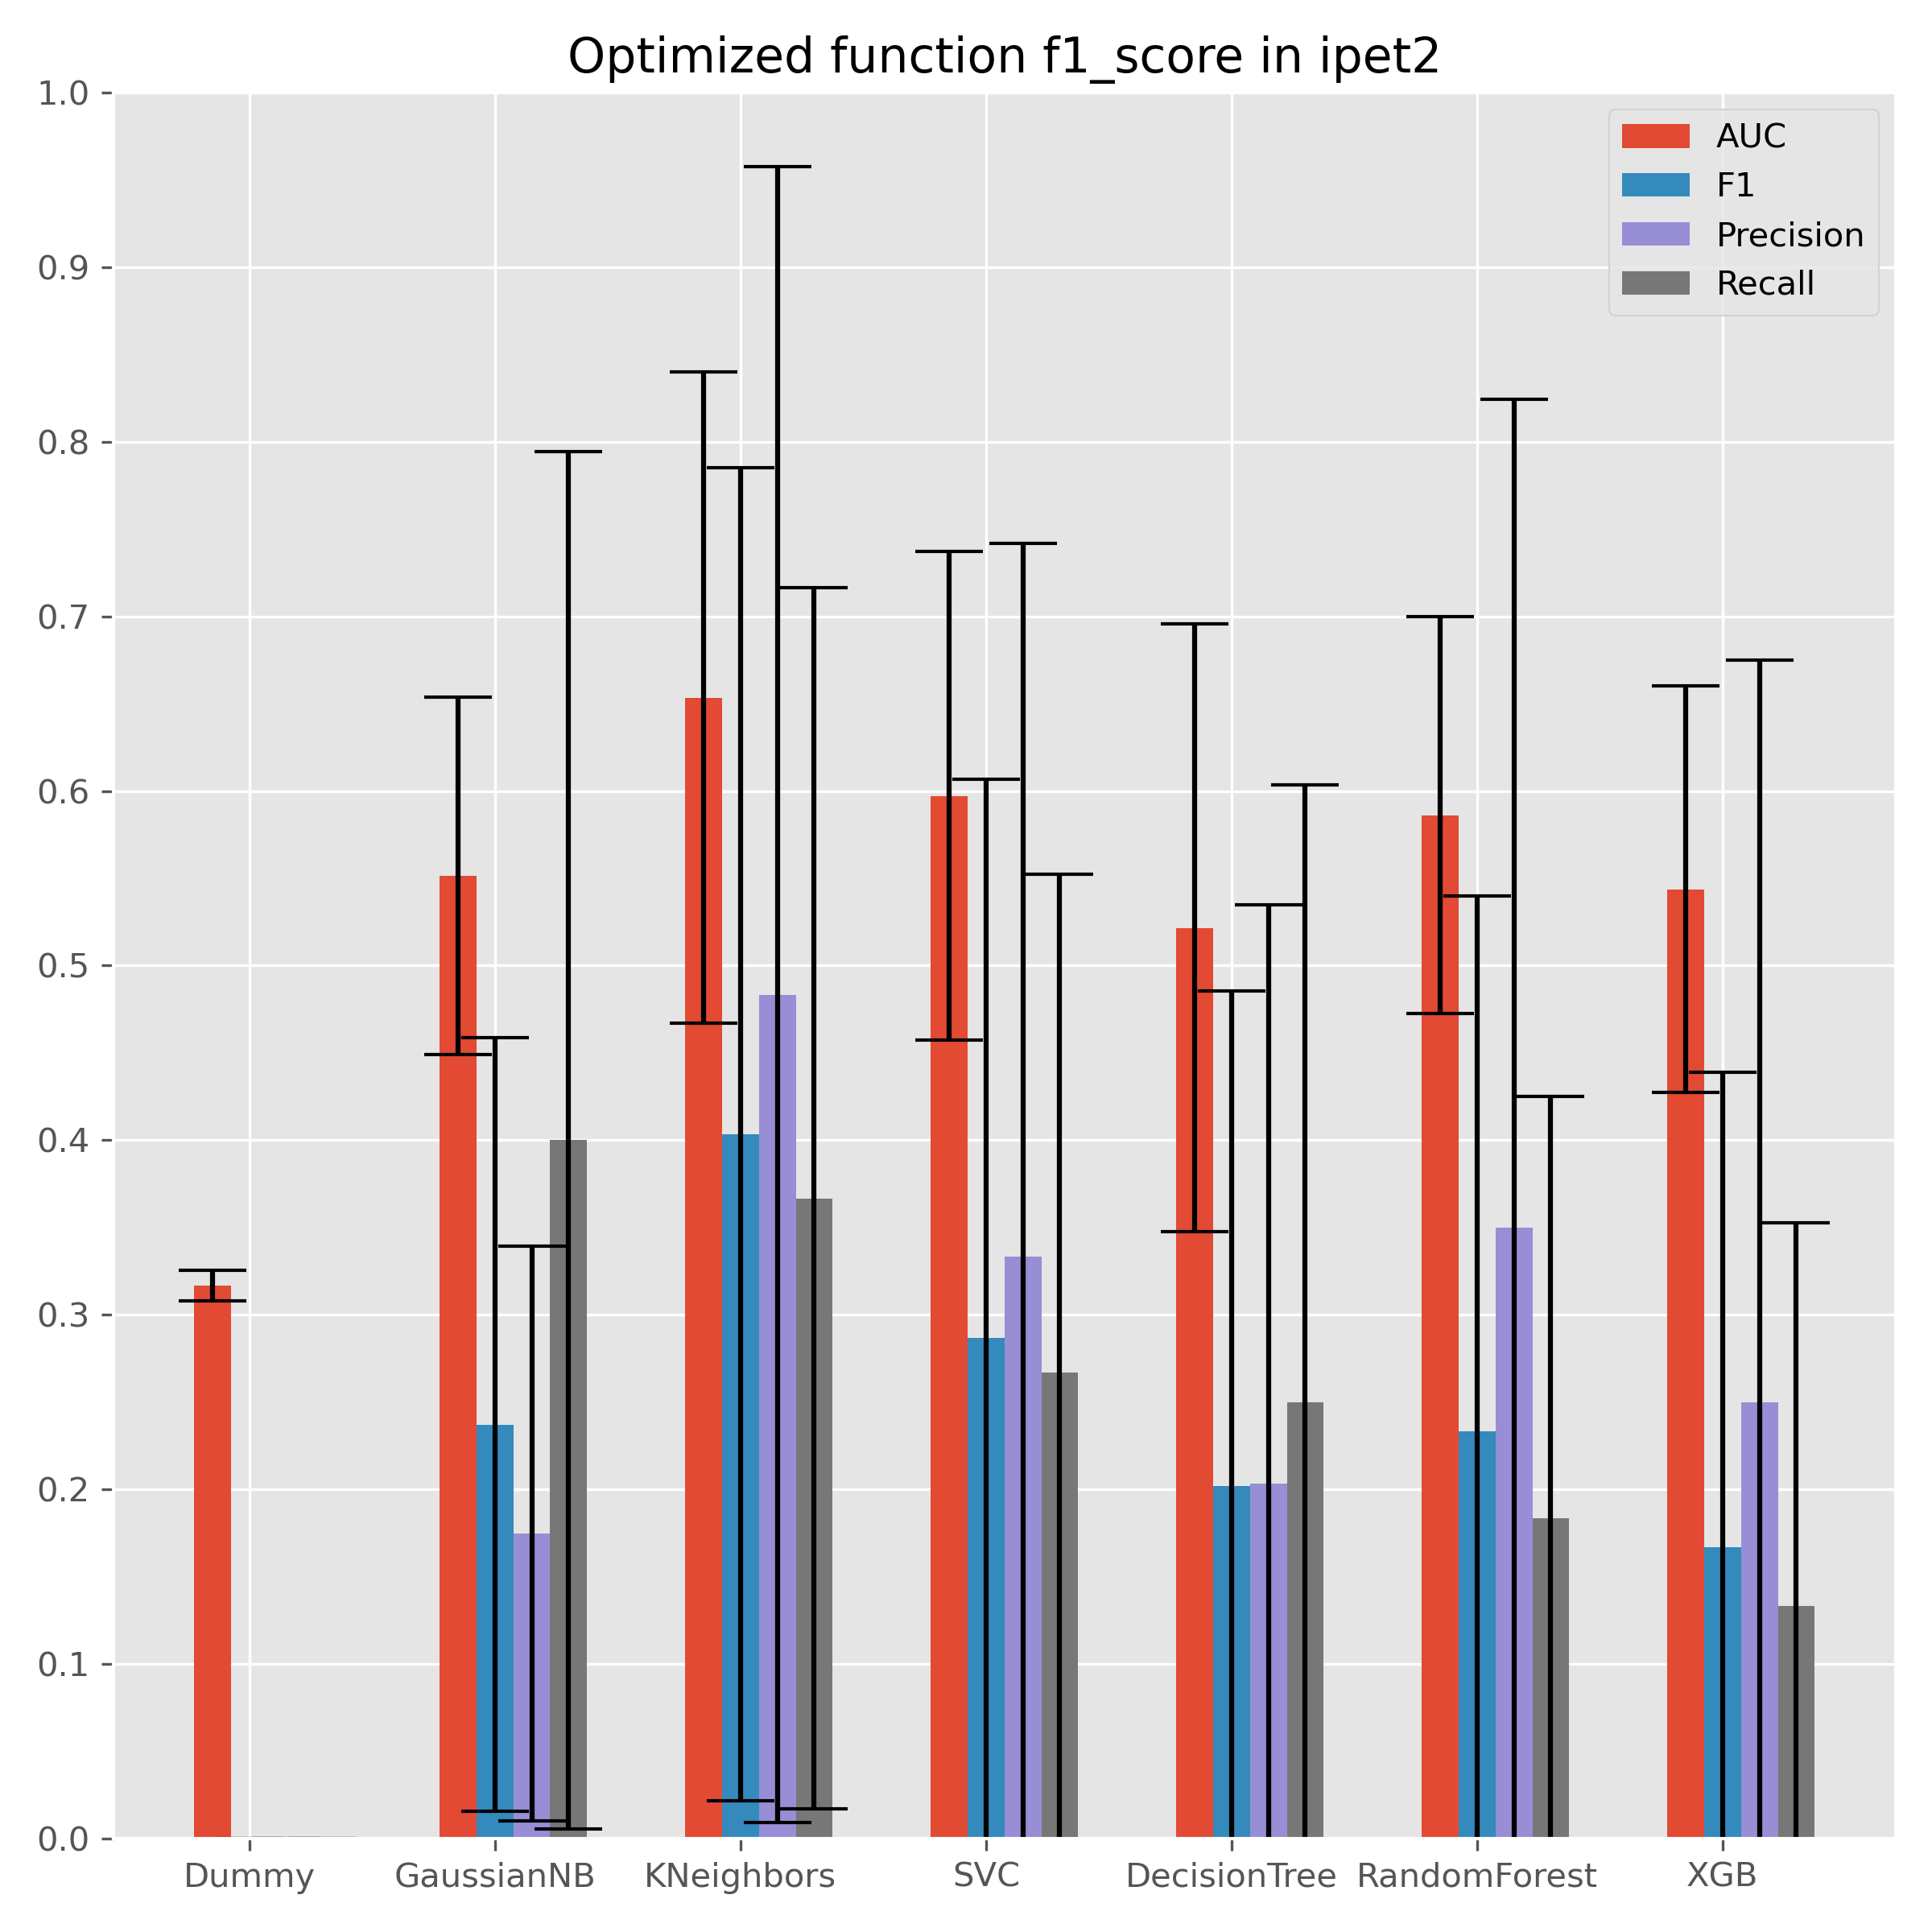 Optimized function f1_score in ipet2
1.0
0.9
0.8
0.7
0.6
0.5
0.4
0.3
0.2
0.1
0.0
AUC
F1
Precision
Recall
Dummy GaussianNB KNeighbors SVC DecisionTree RandomForest XGB